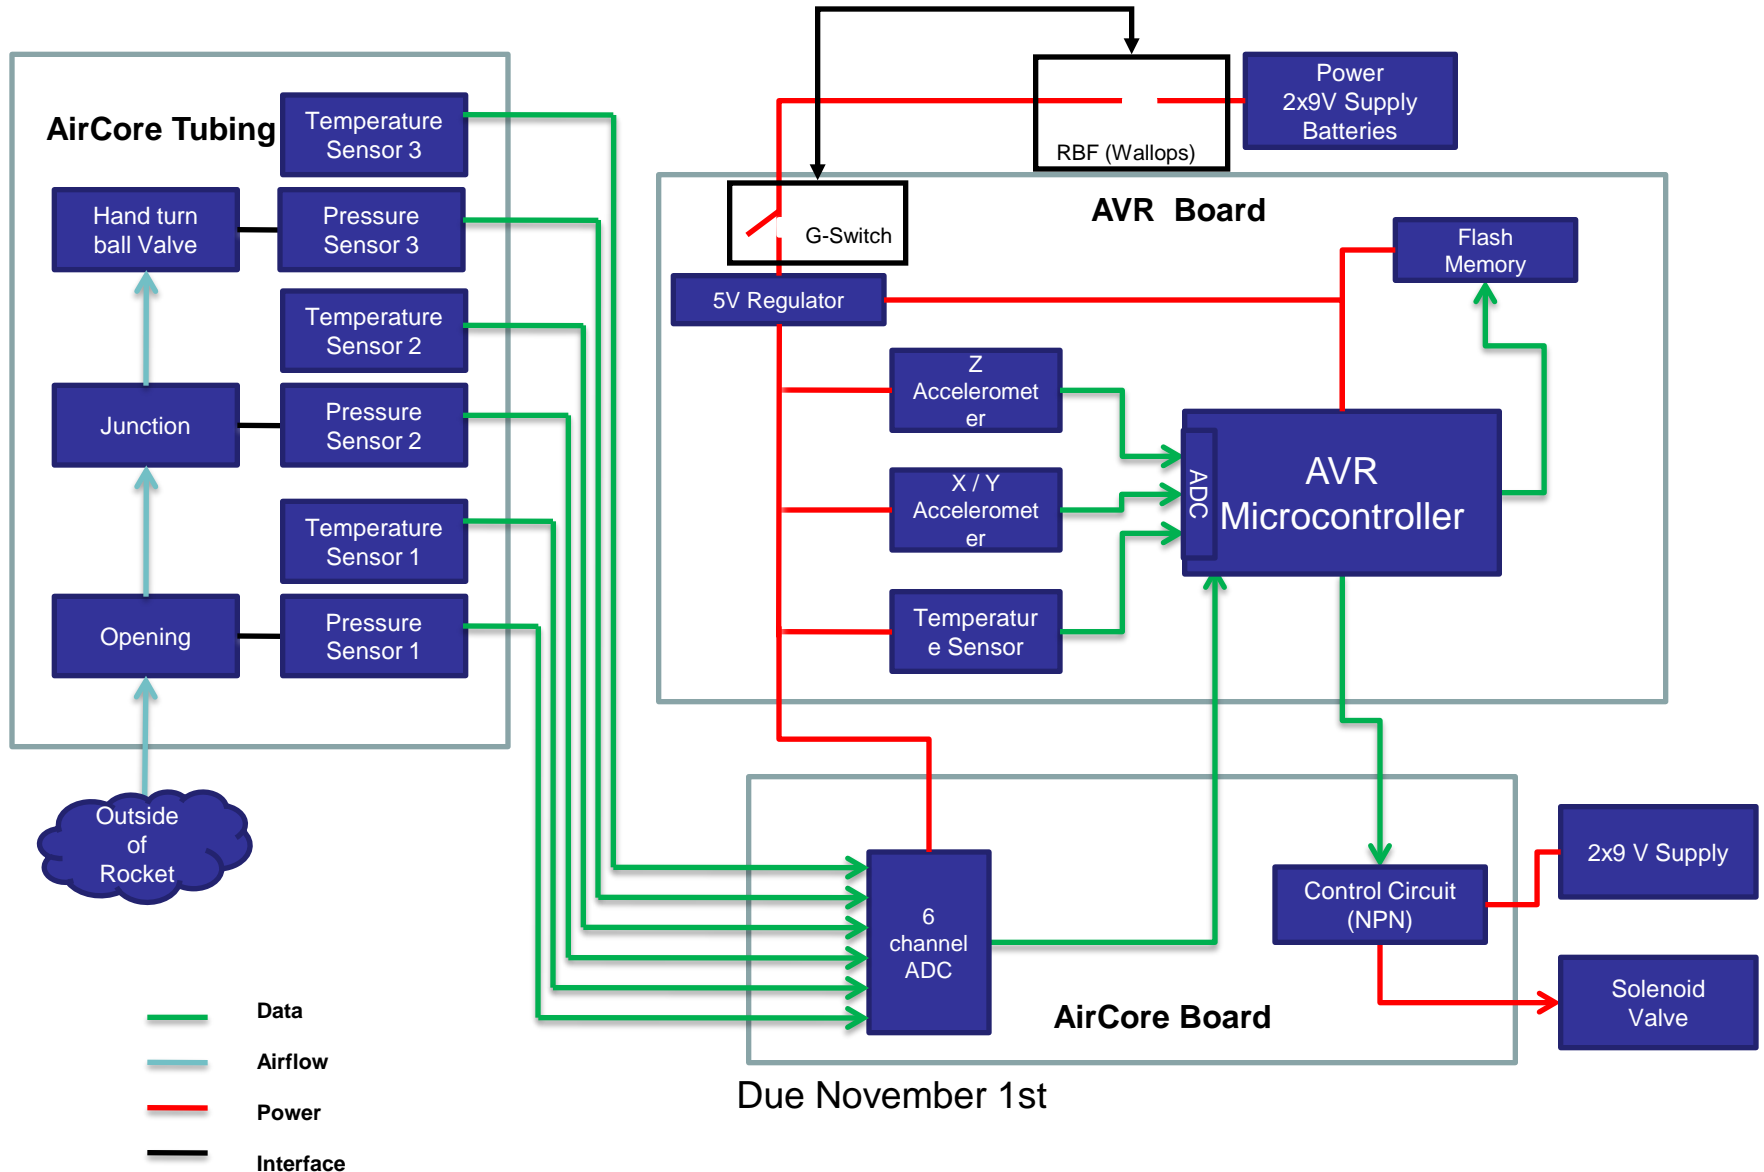 AirCore Tubing
Temperature
Sensor 3
Hand turn
ball Valve
Pressure
Sensor 3
Temperature
Sensor 2
Junction
Pressure
Sensor 2
Temperature
Sensor 1
Opening
Pressure
Sensor 1
Outside
of
Rocket
Power
2x9V Supply
Batteries
RBF (Wallops)
AVR Board
G-Switch
5V Regulator
Flash
Memory
Z
Acceleromet
er
X / Y
Acceleromet
er
Temperatur
e Sensor
ADC
AVR
Microcontroller
6
channel
ADC
Control Circuit
(NPN)
AirCore Board
2x9 V Supply
Solenoid
Valve
Due November 1st
Data
Airflow
Power
Interface